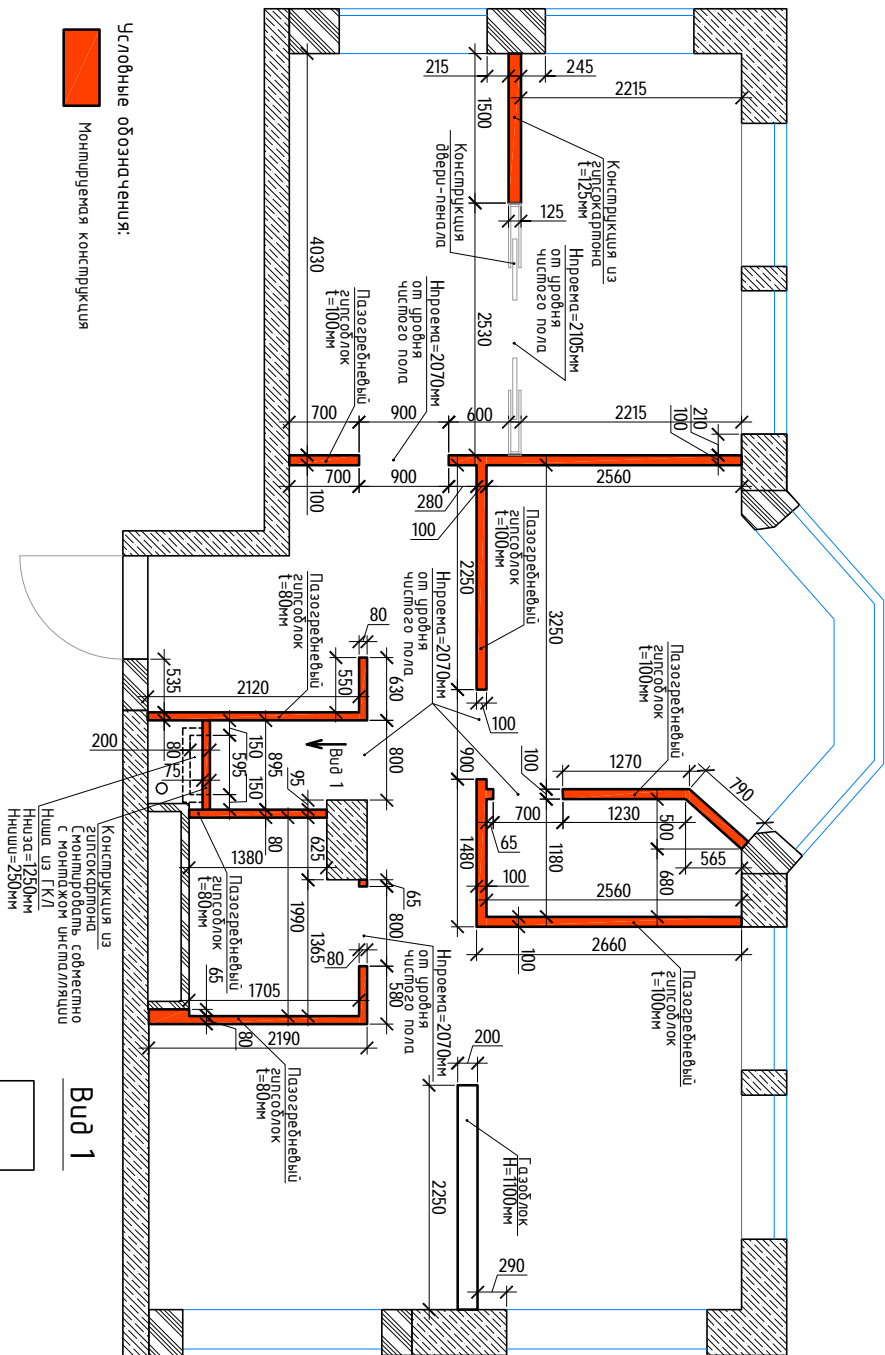 215
245
2215
1500
Конструкция из
гипсокартона
t=125мм
Конструкция
двери-пенала
125
Hпроема=2105мм
от уровня
чистого пола
4030
2530
Hпроема=2070мм
от уровня
чистого пола
Пазогребневый
гипсоблок
t=100мм
700
900
600
2215
210
100
700
900
100
280
100
2560
2250
Пазогребневый
гипсоблок
t=100мм
3250
Hпроема=2070мм
от уровня
чистого пола
Пазогребневый
гипсоблок
t=80мм
80
Пазогребневый
гипсоблок
t=100мм
535
2120
550
630
100
900
800
100
1270
790
700
1230
500
565
65
1180
680
1480
100
2560
2660
100
Пазогребневый
гипсоблок
t=100мм
200
80
75
150
595
150
895
95
Вид 1
80
625
1380
Пазогребневый
гипсоблок
t=80мм
1990
1365
65
800
80
580
Hпроема=2070мм
от уровня
чистого пола
65
1705
80
2190
Пазогребневый
гипсоблок
t=80мм
Конструкция из
гипсокартона
Смонтировать совместно
с монтажом инсталляции
Ниша из ГКЛ
Hниза=1250мм
Hниши=250мм
200
2250
Газоблок
H=1100мм
290
Условные обозначения:
Монтируемая конструкция
Вид 1